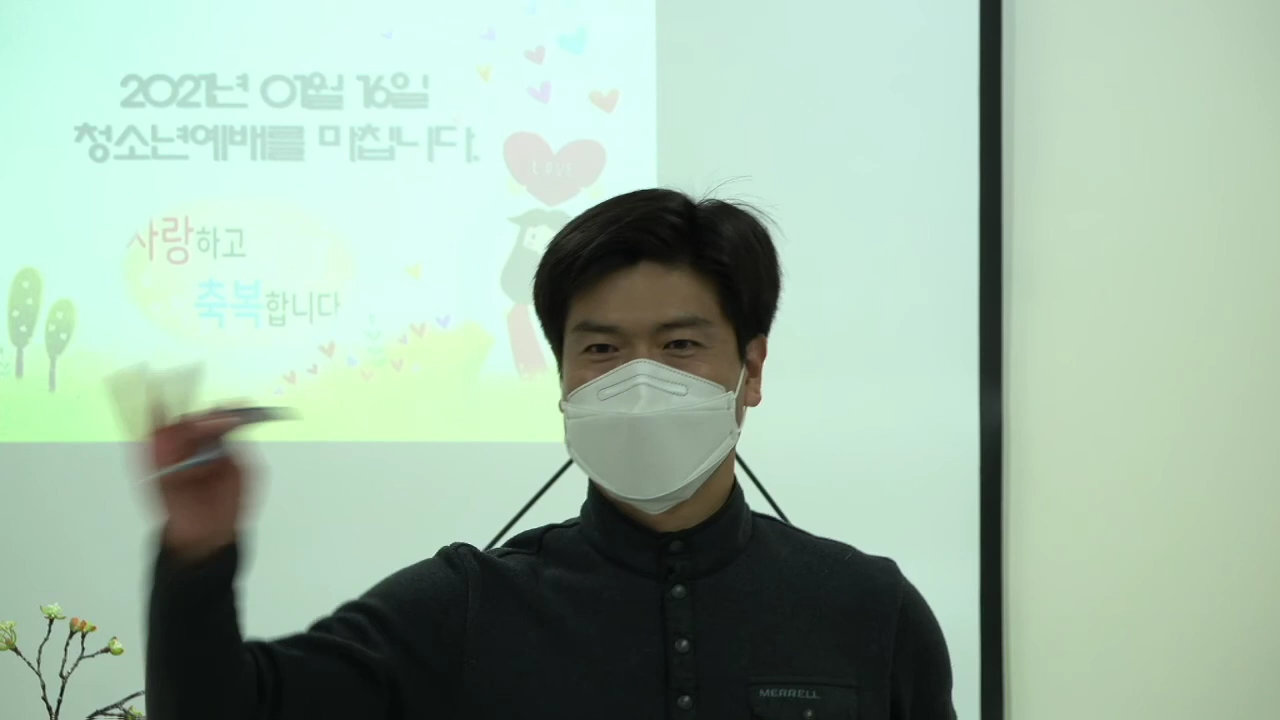 2021년 01월 16일
청소년예배를 마칩니다.
Love
사랑하고
축복합니다
MERRELL